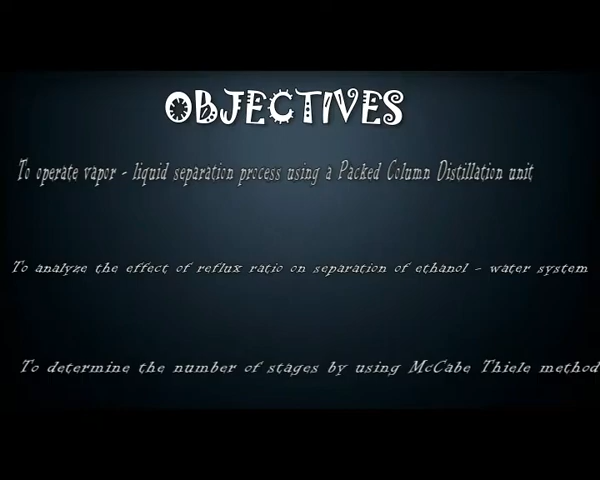 OBJECTIVES
To operate vapor - liquid separation process using a Packed Column Distillation unit
To analyze the effect of reflux ratio on separation of ethanol - water system
To determine the number of stages by using McCabe Thiele method